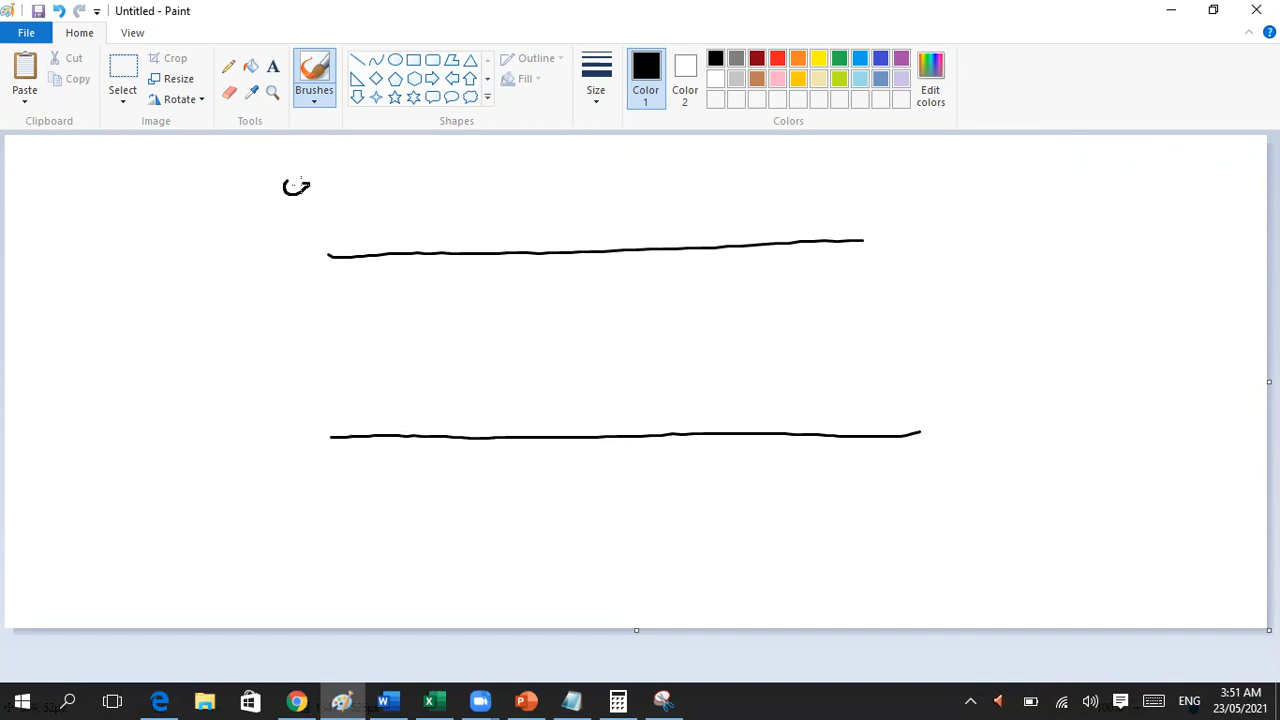 Untitled - Paint
File Home View
Paste Cut Copy Clipboard
Select Crop Resize Rotate Image
Tools
Brushes
Outline Fill Shapes
Size
Color 1 Color 2 Edit colors Colors
ENG 3:51 AM
23/05/2021